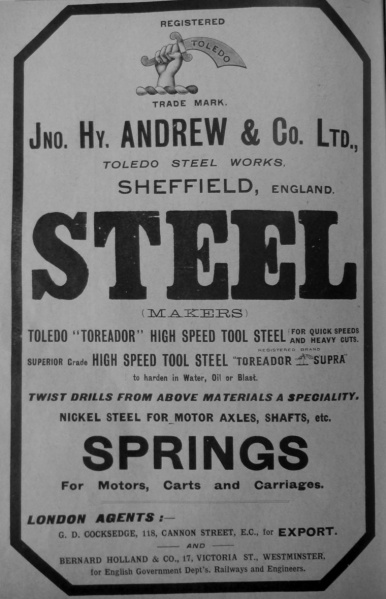 REGISTERED
TOLEDO
TRADE MARK.
JNO. HY. ANDREW & CO. LTD.,
TOLEDO STEEL WORKS.
SHEFFIELD, ENGLAND.
STEEL
(MAKERS)
TOLEDO "TOREADOR" HIGH SPEED TOOL STEEL (FOR QUICK SPEEDS AND HEAVY CUTS.
REGISTERED BRAND
SUPERIOR Grade HIGH SPEED TOOL STEEL "TOREADOR SUPRA"
to harden in Water, Oil or Blast.
TWIST DRILLS FROM ABOVE MATERIALS A SPECIALITY.
NICKEL STEEL FOR MOTOR AXLES, SHAFTS, etc.
SPRINGS
For Motors, Carts and Carriages.
LONDON AGENTS:—
G. D. COCKSEDGE, 118, CANNON STREET, E.C., for EXPORT.
— AND —
BERNARD HOLLAND & CO., 17, VICTORIA ST., WESTMINSTER,
for English Government Dept's. Railways and Engineers.